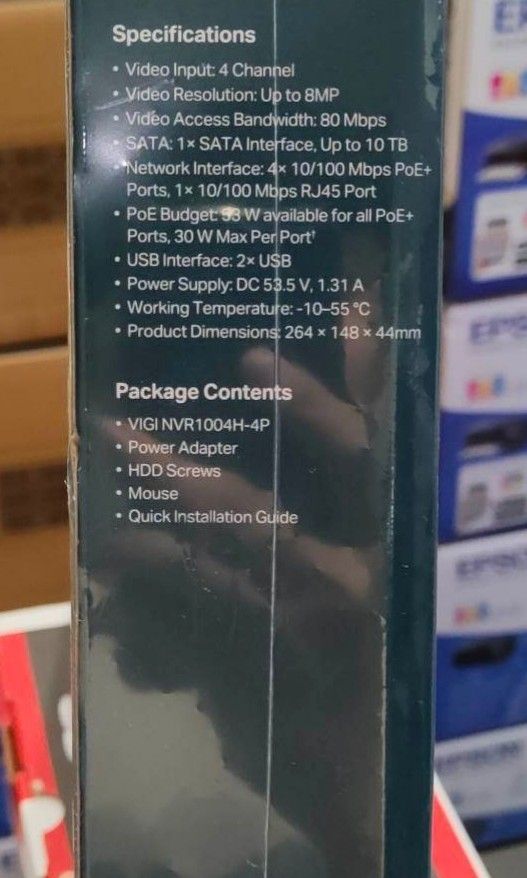 Specifications
• Video Input: 4 Channel
• Video Resolution: Up to 8MP
• Video Access Bandwidth: 80 Mbps
• SATA: 1× SATA Interface, Up to 10 TB
• Network Interface: 4× 10/100 Mbps PoE+
Ports, 1× 10/100 Mbps RJ45 Port
• PoE Budget: 53 W available for all PoE+
Ports, 30 W Max Per Port†
• USB Interface: 2× USB
• Power Supply: DC 53.5 V, 1.31 A
• Working Temperature: -10–55 °C
• Product Dimensions: 264 × 148 × 44mm
Package Contents
• VIGI NVR1004H-4P
• Power Adapter
• HDD Screws
• Mouse
• Quick Installation Guide
EPSON
EPSON